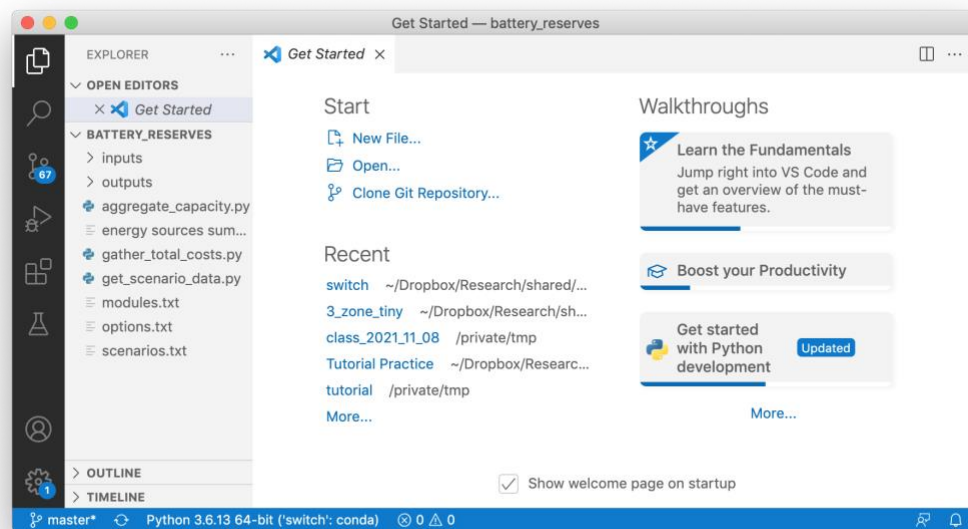 Get Started — battery_reserves
EXPLORER
Get Started
OPEN EDITORS
Get Started
BATTERY_RESERVES
inputs
outputs
aggregate_capacity.py
energy sources sum...
gather_total_costs.py
get_scenario_data.py
modules.txt
options.txt
scenarios.txt
OUTLINE
TIMELINE
67
1
Start
New File...
Open...
Clone Git Repository...
Recent
switch ~/Dropbox/Research/shared/...
3_zone_tiny ~/Dropbox/Research/sh...
class_2021_11_08 /private/tmp
Tutorial Practice ~/Dropbox/Researc...
tutorial /private/tmp
More...
Walkthroughs
Learn the Fundamentals
Jump right into VS Code and
get an overview of the must-
have features.
Boost your Productivity
Get started
with Python
development
Updated
More...
Show welcome page on startup
master* Python 3.6.13 64-bit ('switch': conda) 0 0